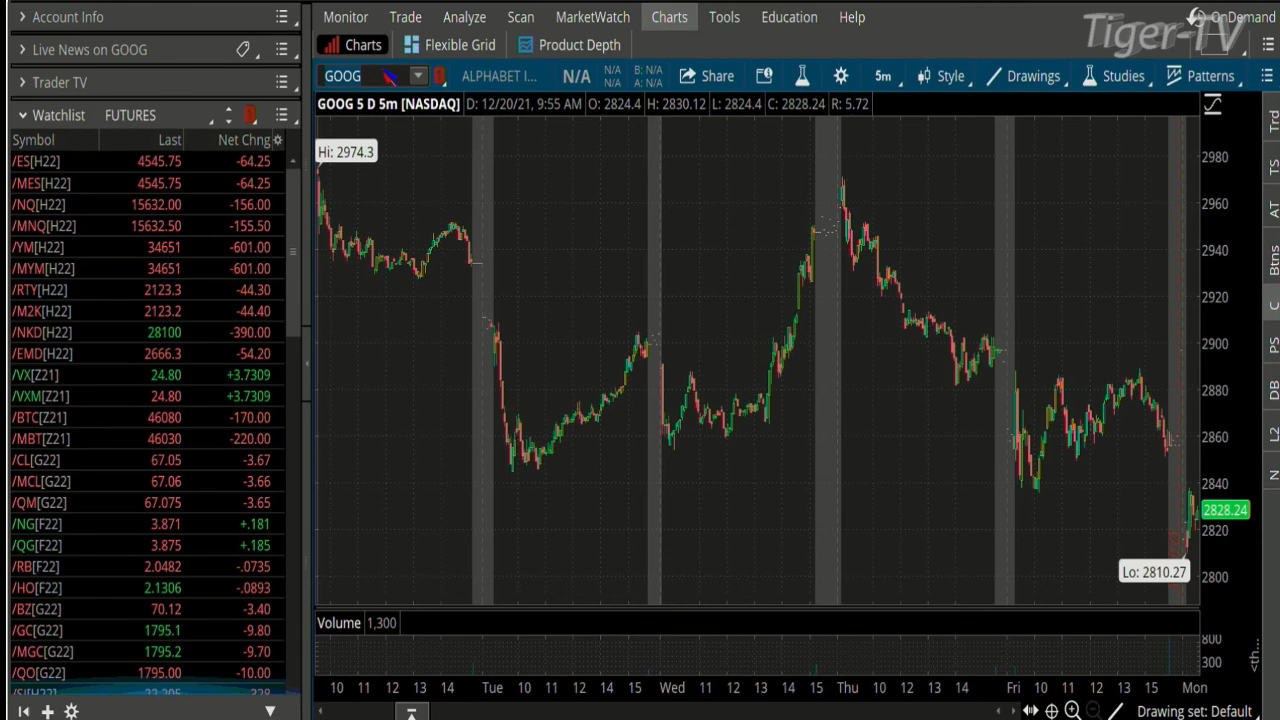 Account Info
Live News on GOOG
Trader TV
Watchlist FUTURES
Symbol Last Net Chng
/ES[H22] 4545.75 -64.25
/MES[H22] 4545.75 -64.25
/NQ[H22] 15632.00 -156.00
/MNQ[H22] 15632.50 -155.50
/YM[H22] 34651 -601.00
/MYM[H22] 34651 -601.00
/RTY[H22] 2123.3 -44.30
/M2K[H22] 2123.2 -44.40
/NKD[H22] 28100 -390.00
/EMD[H22] 2666.3 -54.20
/VX[Z21] 24.80 +3.7309
/VXM[Z21] 24.80 +3.7309
/BTC[Z21] 46080 -170.00
/MBT[Z21] 46030 -220.00
/CL[G22] 67.05 -3.67
/MCL[G22] 67.06 -3.66
/QM[G22] 67.075 -3.65
/NG[F22] 3.871 +.181
/QG[F22] 3.875 +.185
/RB[F22] 2.0482 -.0735
/HO[F22] 2.1306 -.0893
/BZ[G22] 70.12 -3.40
/GC[G22] 1795.1 -9.80
/MGC[G22] 1795.2 -9.70
/QO[G22] 1795.00 -10.00
Monitor Trade Analyze Scan MarketWatch Charts Tools Education Help
OnDemand
Tiger-TV
Charts Flexible Grid Product Depth
GOOG ALPHABET I... N/A B: N/A A: N/A N/A N/A Share 5m Style Drawings Studies Patterns
GOOG 5 D 5m [NASDAQ] D: 12/20/21, 9:55 AM O: 2824.4 H: 2830.12 L: 2824.4 C: 2828.24 R: 5.72
Hi: 2974.3
2980
2960
2940
2920
2900
2880
2860
2840
2828.24
2820
2800
Lo: 2810.27
Volume 1,300
800
300
10 11 12 13 14 Tue 10 11 12 13 14 15 Wed 11 12 13 15 Thu 10 11 12 13 14 Fri 10 11 12 13 15 Mon
Drawing set: Default
Trd
TS
AT
Btns
C
PS
DB
L2
N